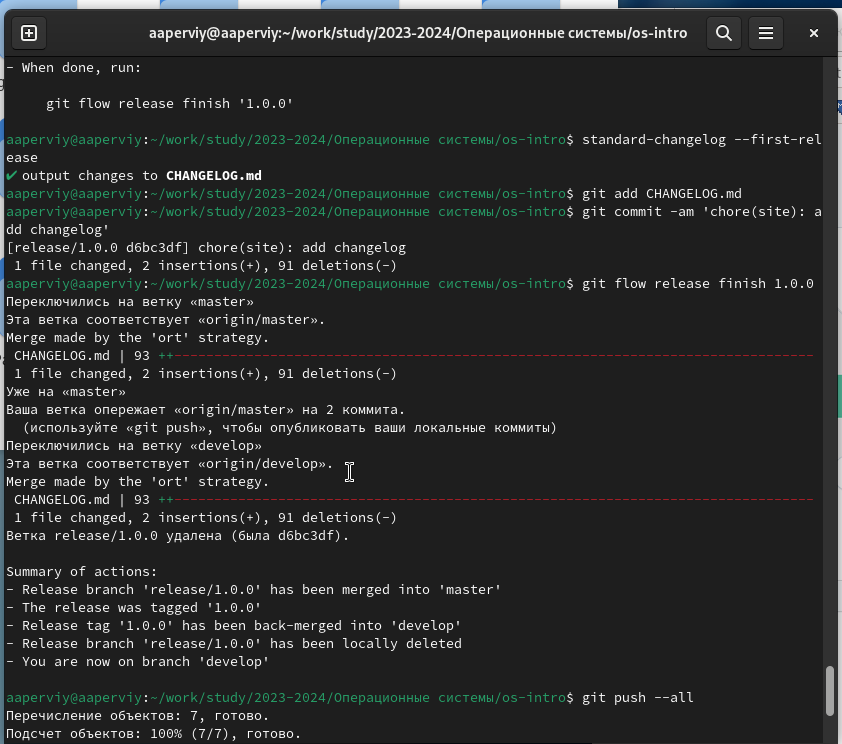 aaperviy@aaperviy:~/work/study/2023-2024/Операционные системы/os-intro
- When done, run:
git flow release finish '1.0.0'
aaperviy@aaperviy:~/work/study/2023-2024/Операционные системы/os-intro$ standard-changelog --first-rel
ease
✔ output changes to CHANGELOG.md
aaperviy@aaperviy:~/work/study/2023-2024/Операционные системы/os-intro$ git add CHANGELOG.md
aaperviy@aaperviy:~/work/study/2023-2024/Операционные системы/os-intro$ git commit -am 'chore(site): a
dd changelog'
[release/1.0.0 d6bc3df] chore(site): add changelog
1 file changed, 2 insertions(+), 91 deletions(-)
aaperviy@aaperviy:~/work/study/2023-2024/Операционные системы/os-intro$ git flow release finish 1.0.0
Переключились на ветку «master»
Эта ветка соответствует «origin/master».
Merge made by the 'ort' strategy.
CHANGELOG.md | 93 ++-------------------------------------------------------------------------------
1 file changed, 2 insertions(+), 91 deletions(-)
Уже на «master»
Ваша ветка опережает «origin/master» на 2 коммита.
(используйте «git push», чтобы опубликовать ваши локальные коммиты)
Переключились на ветку «develop»
Эта ветка соответствует «origin/develop».
Merge made by the 'ort' strategy.
CHANGELOG.md | 93 ++-------------------------------------------------------------------------------
1 file changed, 2 insertions(+), 91 deletions(-)
Ветка release/1.0.0 удалена (была d6bc3df).
Summary of actions:
- Release branch 'release/1.0.0' has been merged into 'master'
- The release was tagged '1.0.0'
- Release tag '1.0.0' has been back-merged into 'develop'
- Release branch 'release/1.0.0' has been locally deleted
- You are now on branch 'develop'
aaperviy@aaperviy:~/work/study/2023-2024/Операционные системы/os-intro$ git push --all
Перечисление объектов: 7, готово.
Подсчет объектов: 100% (7/7), готово.